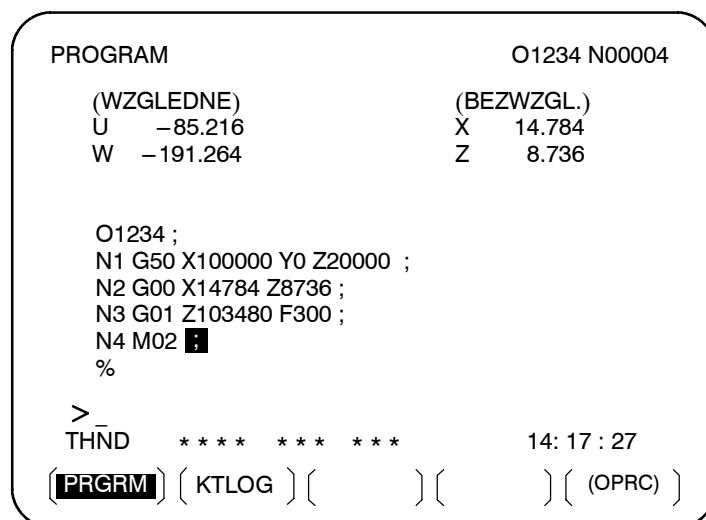 PROGRAM O1234 N00004
(WZGLEDNE) (BEZWZGL.)
U −85.216 X 14.784
W −191.264 Z 8.736
O1234 ;
N1 G50 X100000 Y0 Z20000 ;
N2 G00 X14784 Z8736 ;
N3 G01 Z103480 F300 ;
N4 M02 ;
%
>_
THND * * * * * * * * * * 14: 17 : 27
[ PRGRM ] [ KTLOG ] [ ] [ ] [ (OPRC) ]